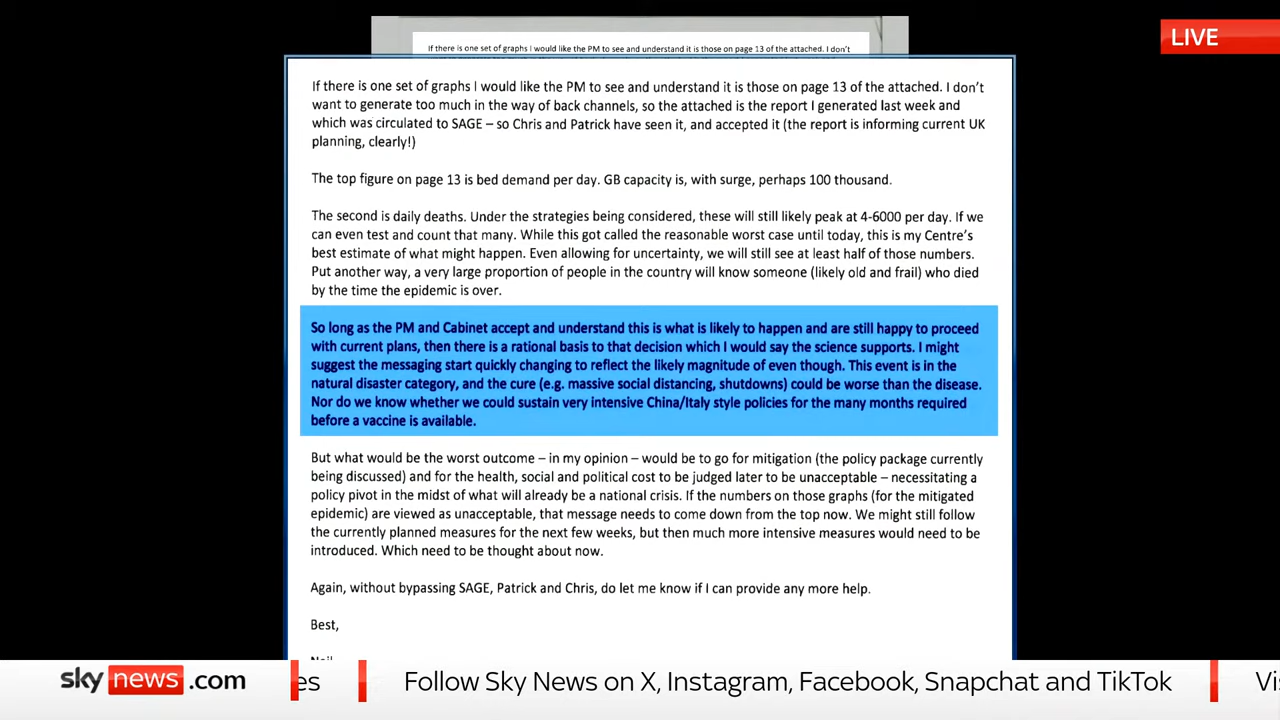 LIVE
If there is one set of graphs I would like the PM to see and understand it is those on page 13 of the attached. I don't
If there is one set of graphs I would like the PM to see and understand it is those on page 13 of the attached. I don't
want to generate too much in the way of back channels, so the attached is the report I generated last week and
which was circulated to SAGE – so Chris and Patrick have seen it, and accepted it (the report is informing current UK
planning, clearly!)
The top figure on page 13 is bed demand per day. GB capacity is, with surge, perhaps 100 thousand.
The second is daily deaths. Under the strategies being considered, these will still likely peak at 4-6000 per day. If we
can even test and count that many. While this got called the reasonable worst case until today, this is my Centre's
best estimate of what might happen. Even allowing for uncertainty, we will still see at least half of those numbers.
Put another way, a very large proportion of people in the country will know someone (likely old and frail) who died
by the time the epidemic is over.
So long as the PM and Cabinet accept and understand this is what is likely to happen and are still happy to proceed
with current plans, then there is a rational basis to that decision which I would say the science supports. I might
suggest the messaging start quickly changing to reflect the likely magnitude of even though. This event is in the
natural disaster category, and the cure (e.g. massive social distancing, shutdowns) could be worse than the disease.
Nor do we know whether we could sustain very intensive China/Italy style policies for the many months required
before a vaccine is available.
But what would be the worst outcome – in my opinion – would be to go for mitigation (the policy package currently
being discussed) and for the health, social and political cost to be judged later to be unacceptable – necessitating a
policy pivot in the midst of what will already be a national crisis. If the numbers on those graphs (for the mitigated
epidemic) are viewed as unacceptable, that message needs to come down from the top now. We might still follow
the currently planned measures for the next few weeks, but then much more intensive measures would need to be
introduced. Which need to be thought about now.
Again, without bypassing SAGE, Patrick and Chris, do let me know if I can provide any more help.
Best,
sky news .com
es
Follow Sky News on X, Instagram, Facebook, Snapchat and TikTok
Vi